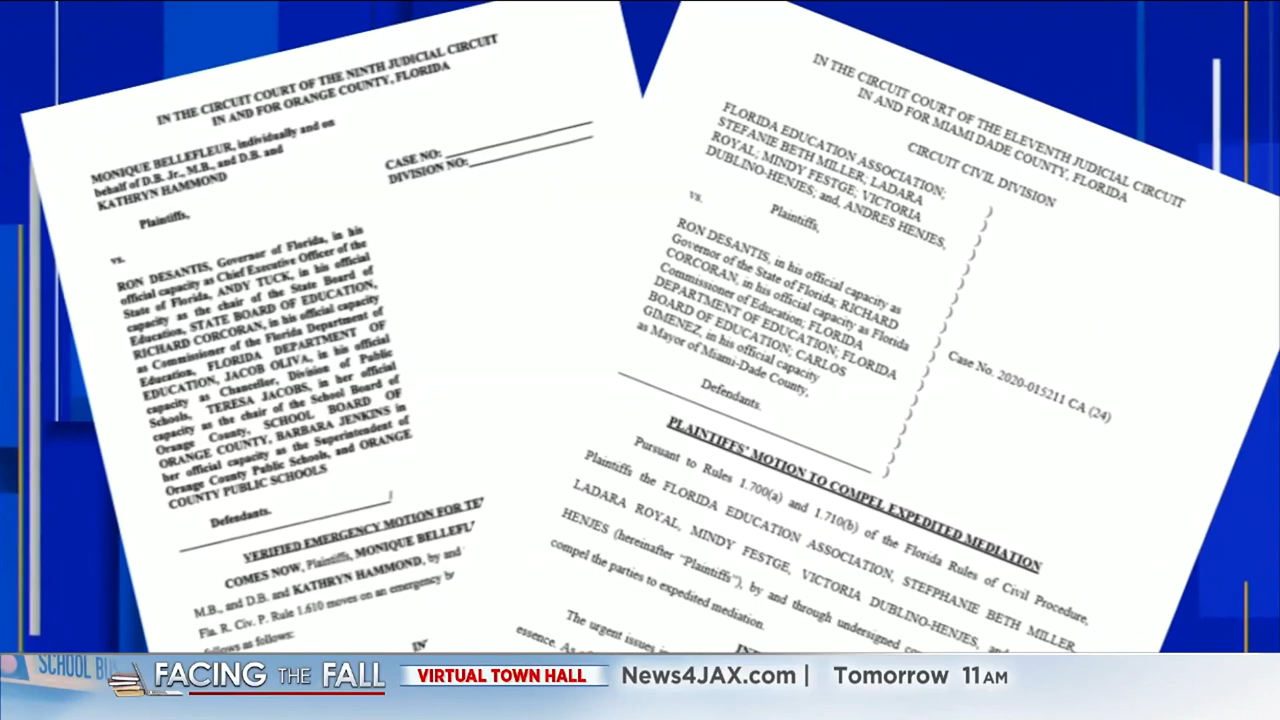 IN THE CIRCUIT COURT OF THE NINTH JUDICIAL CIRCUIT
IN AND FOR ORANGE COUNTY, FLORIDA
MONIQUE BELLEFLEUR, individually and on
behalf of D.B. Jr., M.B., and D.B. and
KATHRYN HAMMOND
CASE NO:
DIVISION NO:
Plaintiffs,
vs.
RON DESANTIS, Governor of Florida, in his
official capacity as Chief Executive Officer of the
State of Florida, ANDY TUCK, in his official
capacity as the chair of the State Board of
Education, STATE BOARD OF EDUCATION,
RICHARD CORCORAN, in his official capacity
as Commissioner of the Florida Department of
Education, FLORIDA DEPARTMENT OF
EDUCATION, JACOB OLIVA, in his official
capacity as Chancellor, Division of Public
Schools, TERESA JACOBS, in her official
capacity as the chair of the School Board of
Orange County, SCHOOL BOARD OF
ORANGE COUNTY, BARBARA JENKINS in
her official capacity as the Superintendent of
Orange County Public Schools, and ORANGE
COUNTY PUBLIC SCHOOLS
Defendants.
/
VERIFIED EMERGENCY MOTION FOR
COMES NOW, Plaintiffs, MONIQUE BELLEFL
M.B., and D.B. and KATHRYN HAMMOND, by and
Fla. R. Civ. P. Rule 1.610 moves on an emergency
follows as follows:
IN THE CIRCUIT COURT OF THE ELEVENTH JUDICIAL CIRCUIT
IN AND FOR MIAMI DADE COUNTY, FLORIDA
CIRCUIT CIVIL DIVISION
FLORIDA EDUCATION ASSOCIATION;
STEFANIE BETH MILLER; LADARA
ROYAL; MINDY FESTGE; VICTORIA
DUBLINO-HENJES; and, ANDRES HENJES,
Plaintiffs,
vs.
RON DESANTIS, in his official capacity as
Governor of the State of Florida; RICHARD
CORCORAN, in his official capacity as Florida
Commissioner of Education; FLORIDA
DEPARTMENT OF EDUCATION; FLORIDA
BOARD OF EDUCATION; CARLOS
GIMENEZ, in his official capacity
as Mayor of Miami-Dade County,
Case No. 2020-015211 CA (24)
Defendants.
PLAINTIFFS' MOTION TO COMPEL EXPEDITED MEDIATION
Pursuant to Rules 1.700(a) and 1.710(b) of the Florida Rules of Civil Procedure,
Plaintiffs the FLORIDA EDUCATION ASSOCIATION, STEFPHANIE BETH MILLER,
LADARA ROYAL, MINDY FESTGE, VICTORIA DUBLINO-HENJES, and
HENJES (hereinafter "Plaintiffs"), by and through undersigned
compel the parties to expedited mediation.
The urgent issues
essence. As
SCHOOL BU
FACING THE FALL
VIRTUAL TOWN HALL
News4JAX.com | Tomorrow 11AM